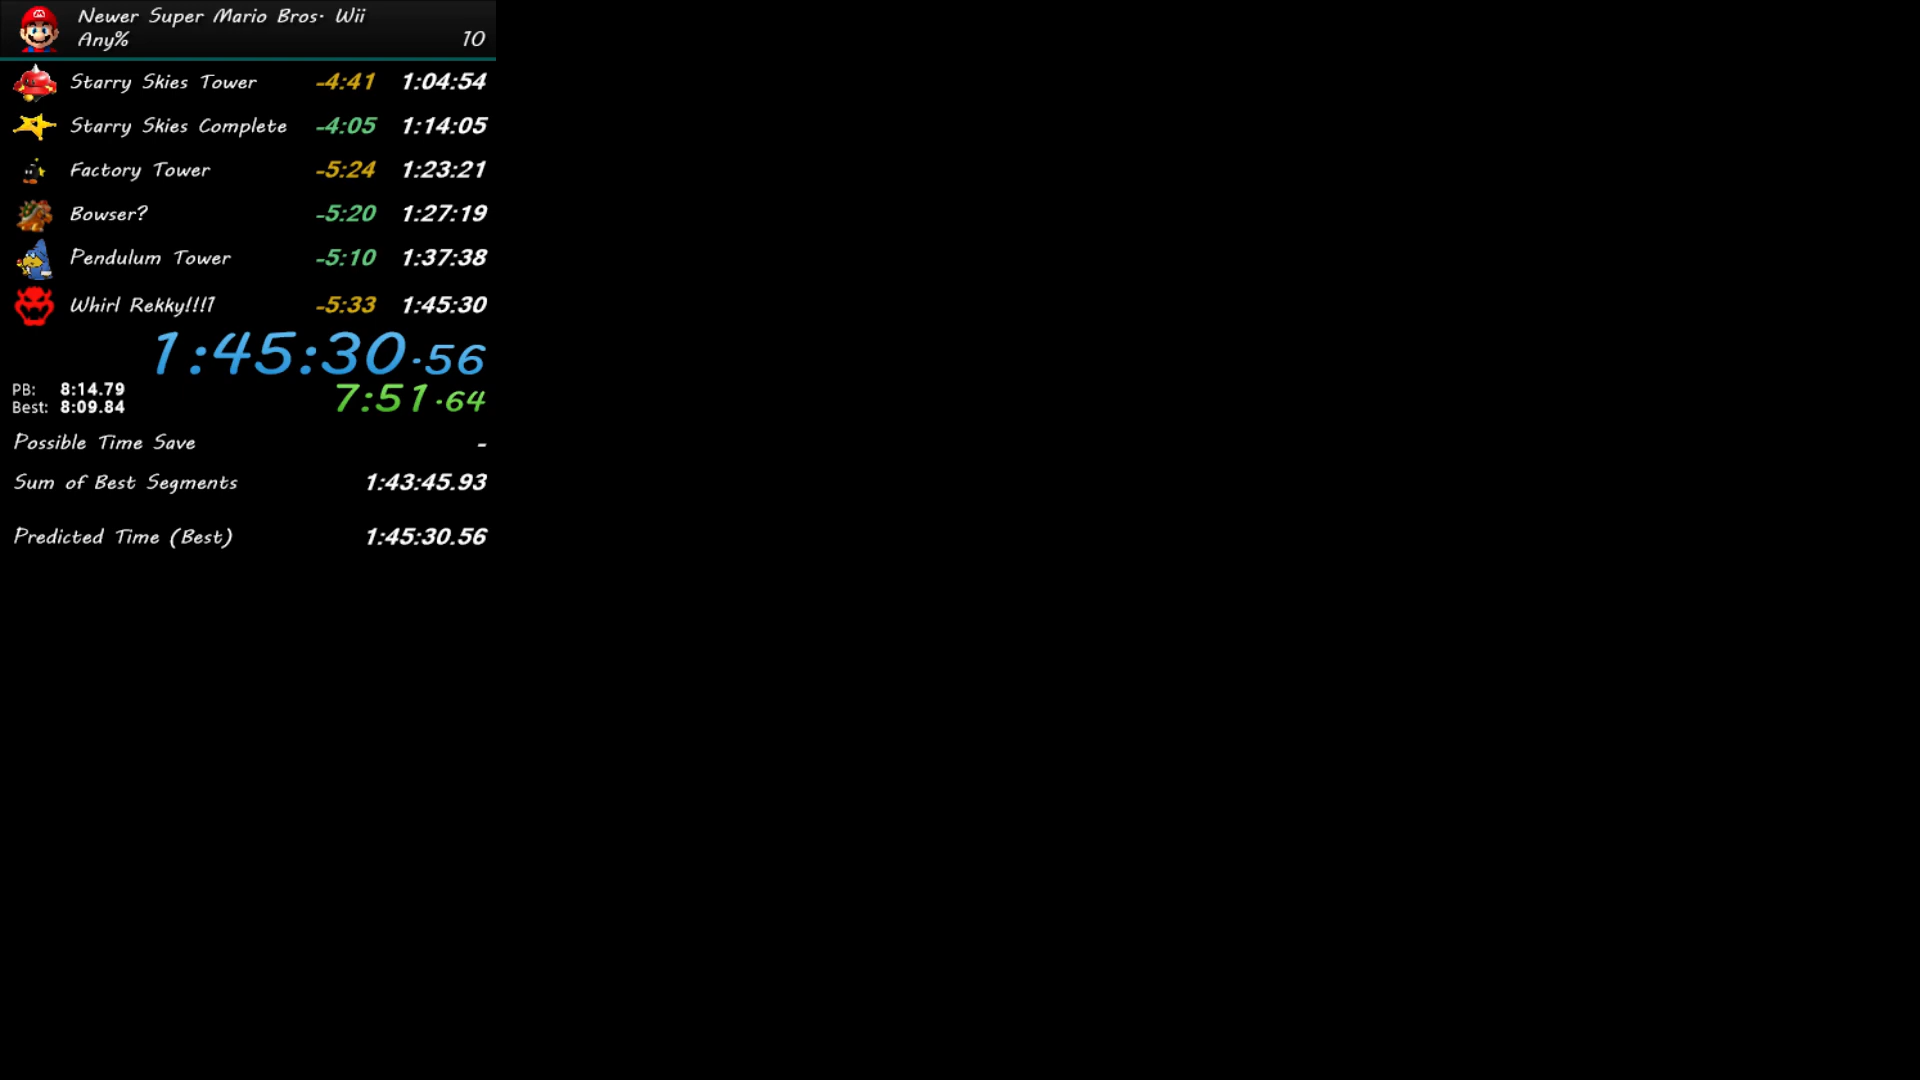 Newer Super Mario Bros. Wii
Any% 10
Starry Skies Tower -4:41 1:04:54
Starry Skies Complete -4:05 1:14:05
Factory Tower -5:24 1:23:21
Bowser? -5:20 1:27:19
Pendulum Tower -5:10 1:37:38
Whirl Rekky!!!1 -5:33 1:45:30
1:45:30.56
PB: 8:14.79 7:51.64
Best: 8:09.84
Possible Time Save -
Sum of Best Segments 1:43:45.93
Predicted Time (Best) 1:45:30.56